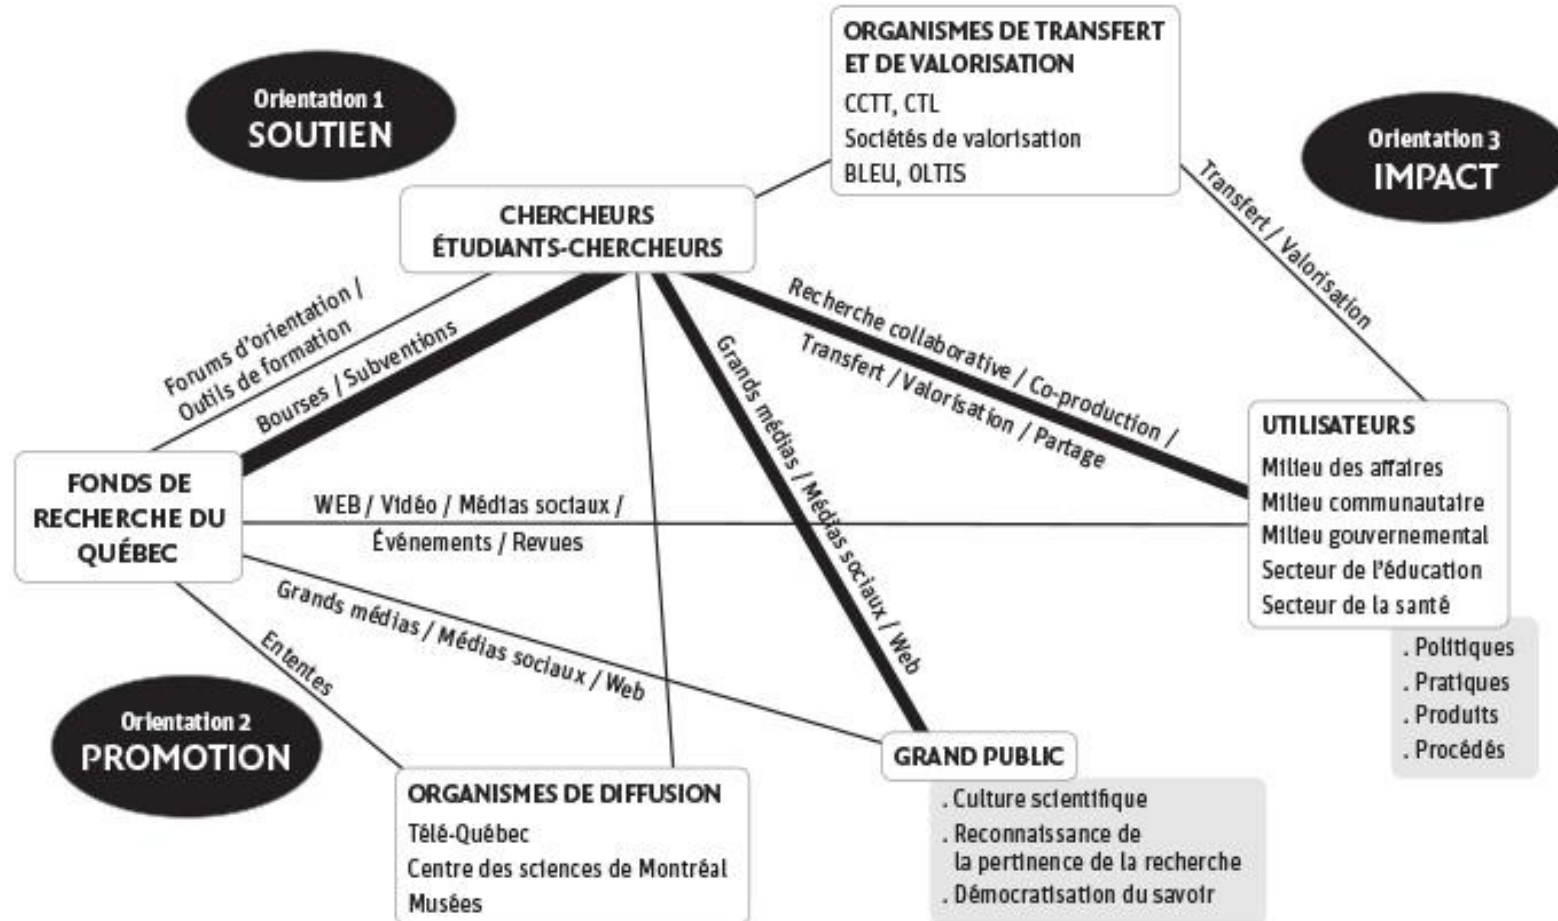 ORGANISMES DE TRANSFERT
ET DE VALORISATION
CCTT, CTL
Sociétés de valorisation
BLEU, OLTIS
Orientation 1
SOUTIEN
Orientation 3
IMPACT
CHERCHEURS
ÉTUDIANTS-CHERCHEURS
Transfert / Valorisation
Forums d'orientation /
Outils de formation
Bourses / Subventions
Recherche collaborative / Co-production /
Transfert / Valorisation / Partage
Grands médias / Médias sociaux / Web
UTILISATEURS
Milieu des affaires
Milieu communautaire
Milieu gouvernemental
Secteur de l'éducation
Secteur de la santé
. Politiques
. Pratiques
. Produits
. Procédés
FONDS DE
RECHERCHE DU
QUÉBEC
WEB / Vidéo / Médias sociaux /
Événements / Revues
Grands médias / Médias sociaux / Web
Ententes
Orientation 2
PROMOTION
ORGANISMES DE DIFFUSION
Télé-Québec
Centre des sciences de Montréal
Musées
GRAND PUBLIC
. Culture scientifique
. Reconnaissance de
la pertinence de la recherche
. Démocratisation du savoir